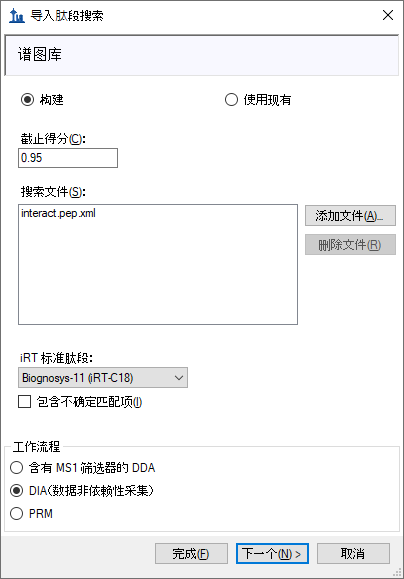 导入肽段搜索
谱图库
构建
使用现有
截止得分(C):
0.95
搜索文件(S):
interact.pep.xml
添加文件(A)...
删除文件(R)
iRT 标准肽段:
Biognosys-11 (iRT-C18)
包含不确定匹配项(I)
工作流程
含有 MS1 筛选器的 DDA
DIA(数据非依赖性采集)
PRM
完成(F)
下一个(N) >
取消